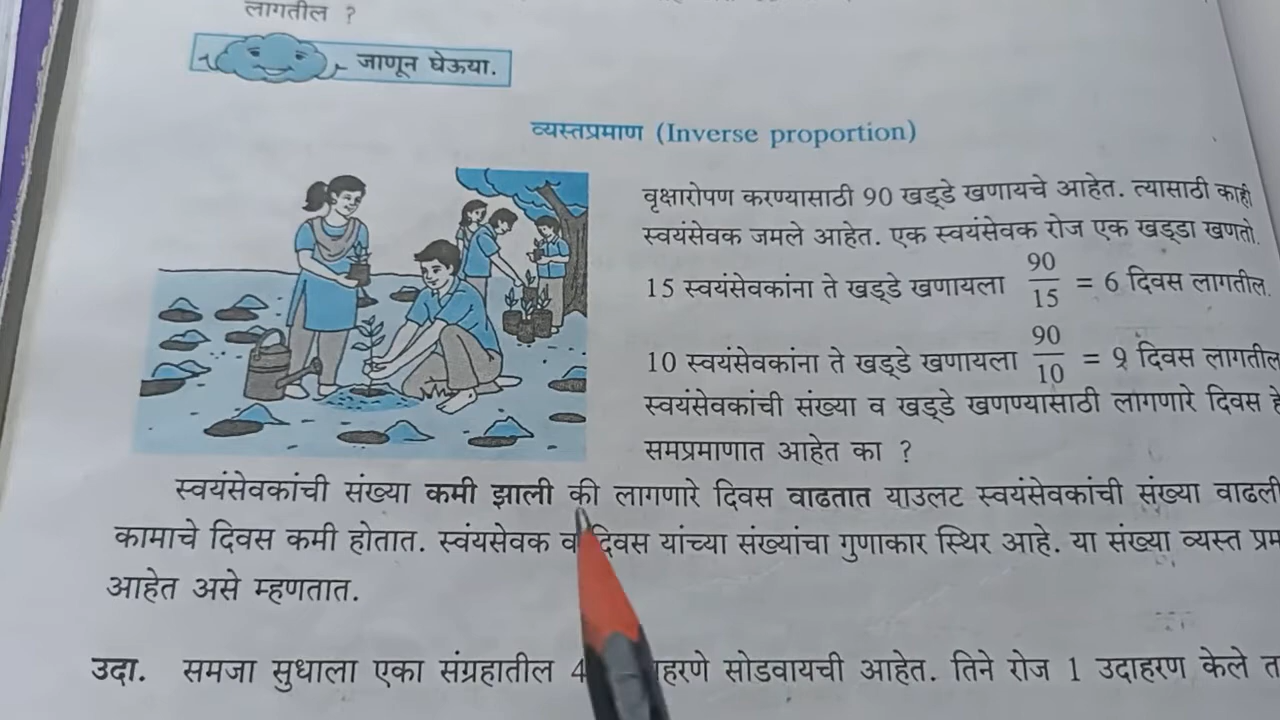 लागतील ?
जाणून घेऊया.
व्यस्तप्रमाण (Inverse proportion)
वृक्षारोपण करण्यासाठी 90 खड्डे खणायचे आहेत. त्यासाठी काही
स्वयंसेवक जमले आहेत. एक स्वयंसेवक रोज एक खड्डा खणतो.
15 स्वयंसेवकांना ते खड्डे खणायला 90/15 = 6 दिवस लागतील.
10 स्वयंसेवकांना ते खड्डे खणायला 90/10 = 9 दिवस लागतील
स्वयंसेवकांची संख्या व खड्डे खणण्यासाठी लागणारे दिवस हे
समप्रमाणात आहेत का ?
स्वयंसेवकांची संख्या कमी झाली की लागणारे दिवस वाढतात याउलट स्वयंसेवकांची संख्या वाढली
कामाचे दिवस कमी होतात. स्वंयसेवक व दिवस यांच्या संख्यांचा गुणाकार स्थिर आहे. या संख्या व्यस्त
आहेत असे म्हणतात.
उदा. समजा सुधाला एका संग्रहातील सोडवायची आहेत. तिने रोज 1 उदाहरण केले